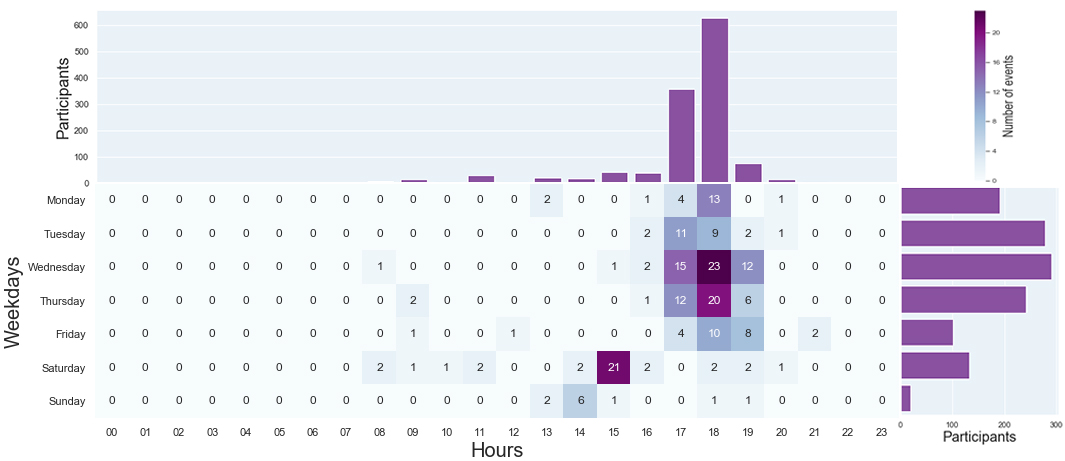 600
500
400
300
200
100
0
Participants
20
16
12
8
4
0
Number of events
Monday 0 0 0 0 0 0 0 0 0 0 0 0 0 2 0 0 1 4 13 0 1 0 0 0
Tuesday 0 0 0 0 0 0 0 0 0 0 0 0 0 0 0 0 2 11 9 2 1 0 0 0
Wednesday 0 0 0 0 0 0 0 0 1 0 0 0 0 0 0 1 2 15 23 12 0 0 0 0
Thursday 0 0 0 0 0 0 0 0 0 2 0 0 0 0 0 0 1 12 20 6 0 0 0 0
Friday 0 0 0 0 0 0 0 0 0 1 0 0 1 0 0 0 0 4 10 8 0 2 0 0
Saturday 0 0 0 0 0 0 0 0 2 1 1 2 0 0 2 21 2 0 2 2 1 0 0 0
Sunday 0 0 0 0 0 0 0 0 0 0 0 0 0 2 6 1 0 0 1 1 0 0 0 0
Weekdays
00 01 02 03 04 05 06 07 08 09 10 11 12 13 14 15 16 17 18 19 20 21 22 23
Hours
0 100 200 300
Participants